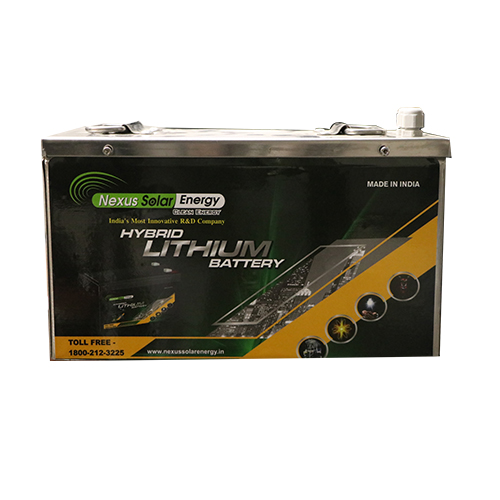 Nexus Solar Energy
CLEAN ENERGY
India's Most Innovative R&D Company
MADE IN INDIA
HYBRID
LITHIUM
BATTERY
TOLL FREE -
1800-212-3225
www.nexussolarenergy.in